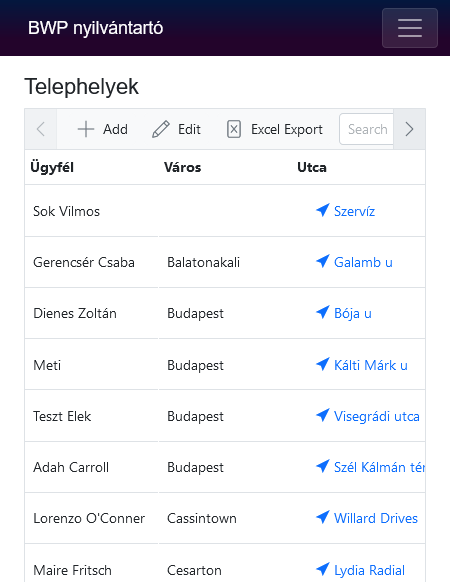 BWP nyilvántartó
Telephelyek
Add Edit Excel Export Search
Ügyfél Város Utca
Sok Vilmos Szervíz
Gerencsér Csaba Balatonakali Galamb u
Dienes Zoltán Budapest Bója u
Meti Budapest Kálti Márk u
Teszt Elek Budapest Visegrádi utca
Adah Carroll Budapest Szél Kálmán tér
Lorenzo O'Conner Cassintown Willard Drives
Maire Fritsch Cesarton Lydia Radial